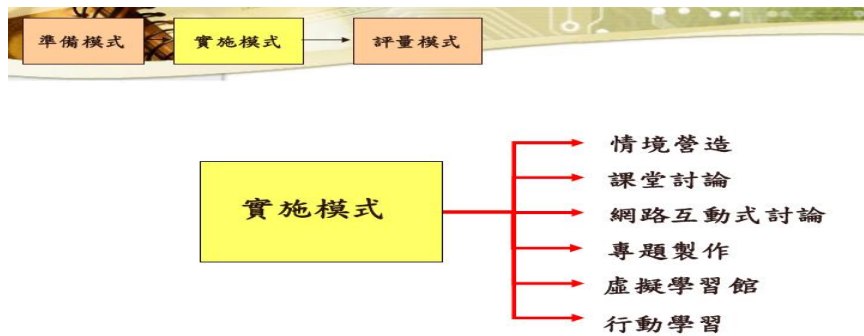 準備模式 實施模式 評量模式
實施模式
情境營造
課堂討論
網路互動式討論
專題製作
虛擬學習館
行動學習